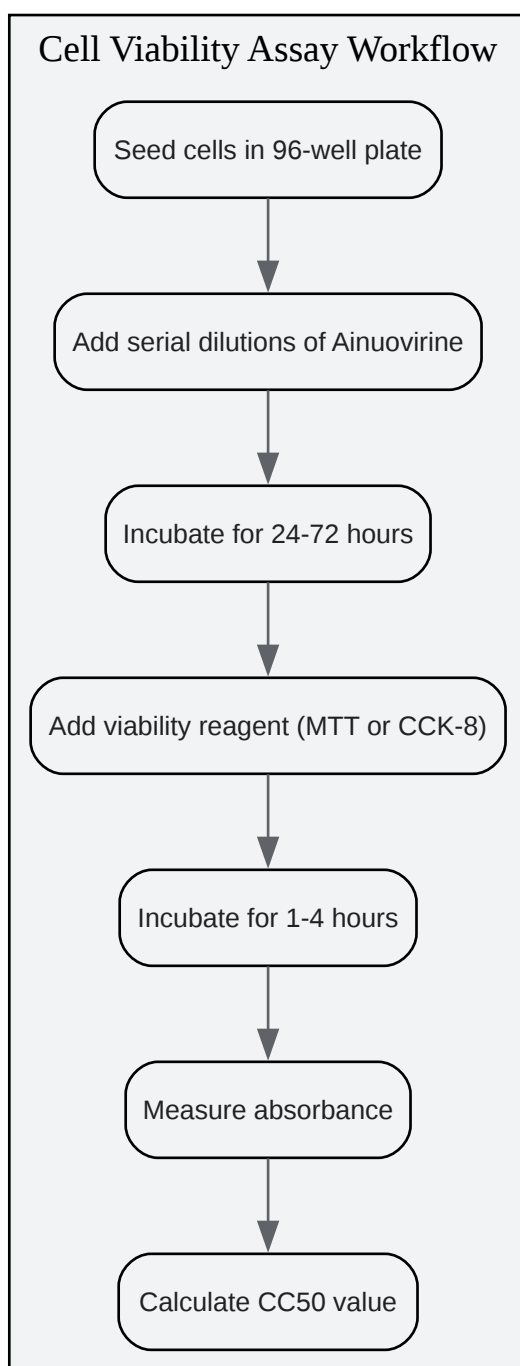 Cell Viability Assay Workflow
Seed cells in 96-well plate
Add serial dilutions of Ainuovirine
Incubate for 24-72 hours
Add viability reagent (MTT or CCK-8)
Incubate for 1-4 hours
Measure absorbance
Calculate CC50 value